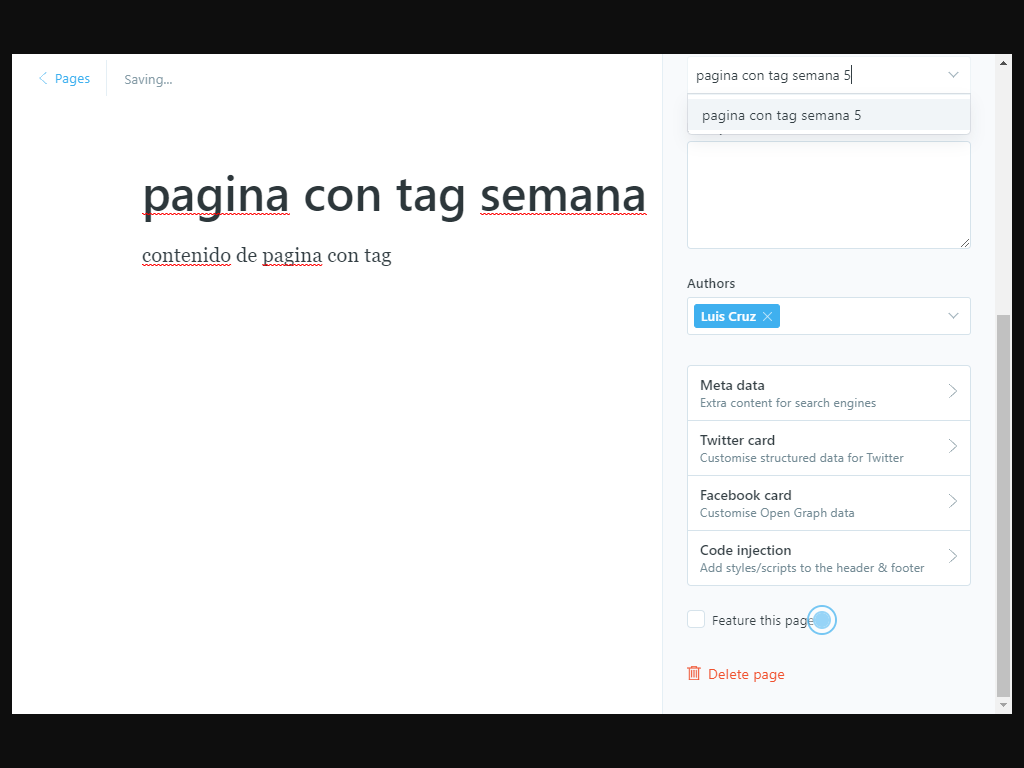 Pages
Saving...
pagina con tag semana
contenido de pagina con tag
pagina con tag semana 5
pagina con tag semana 5
Authors
Luis Cruz
Meta data
Extra content for search engines
Twitter card
Customise structured data for Twitter
Facebook card
Customise Open Graph data
Code injection
Add styles/scripts to the header & footer
Feature this page
Delete page